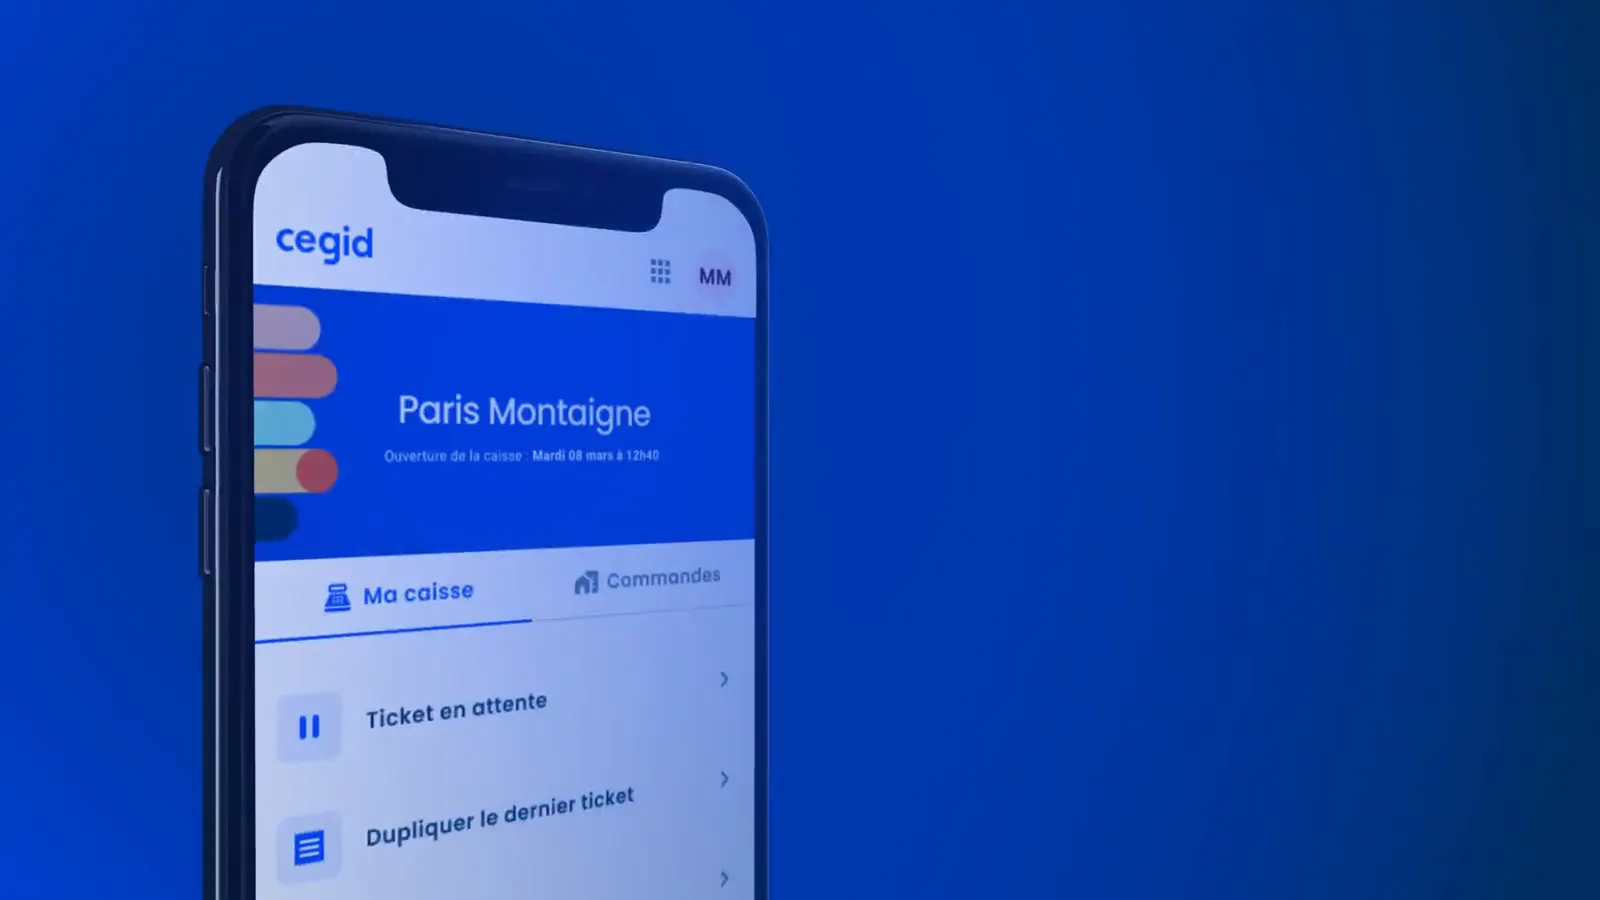 cegid
MM
Paris Montaigne
Ouverture de la caisse : Mardi 08 mars à 12h40
Ma caisse
Commandes
Ticket en attente
Dupliquer le dernier ticket